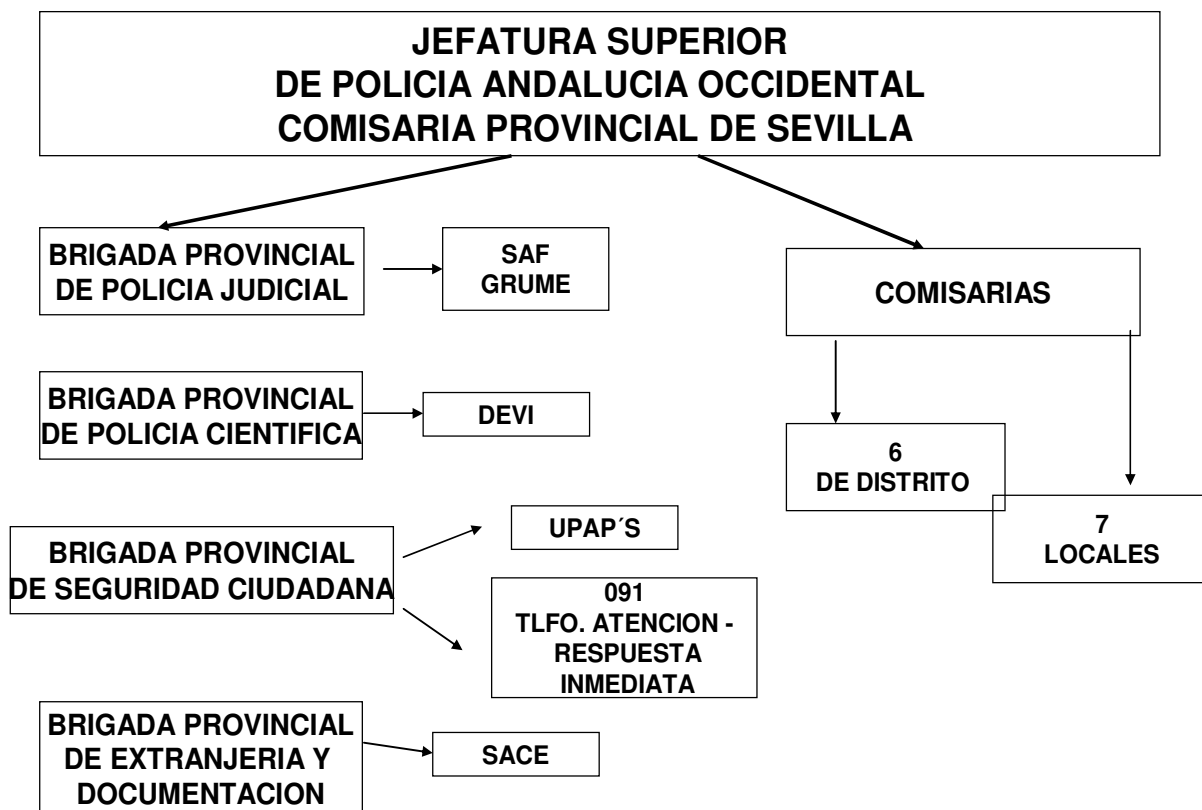 JEFATURA SUPERIOR
DE POLICIA ANDALUCIA OCCIDENTAL
COMISARIA PROVINCIAL DE SEVILLA
BRIGADA PROVINCIAL
DE POLICIA JUDICIAL
SAF
GRUME
COMISARIAS
BRIGADA PROVINCIAL
DE POLICIA CIENTIFICA
DEVI
6
DE DISTRITO
7
LOCALES
BRIGADA PROVINCIAL
DE SEGURIDAD CIUDADANA
UPAP´S
091
TLFO. ATENCION -
RESPUESTA
INMEDIATA
BRIGADA PROVINCIAL
DE EXTRANJERIA Y
DOCUMENTACION
SACE